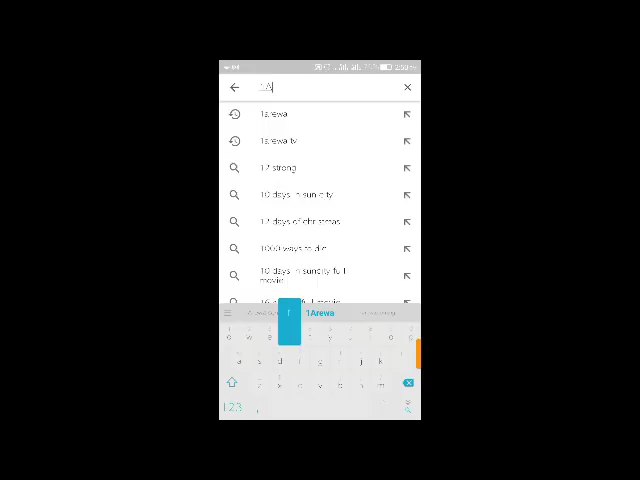 1A
1arewa
1arewa tv
12 strong
10 days in sun city
12 days of christmas
1000 ways to die
10 days in suncity full
movie
1Arewa
q w e t y u i o p
a s d f g h j k l
z x c v b n m
123